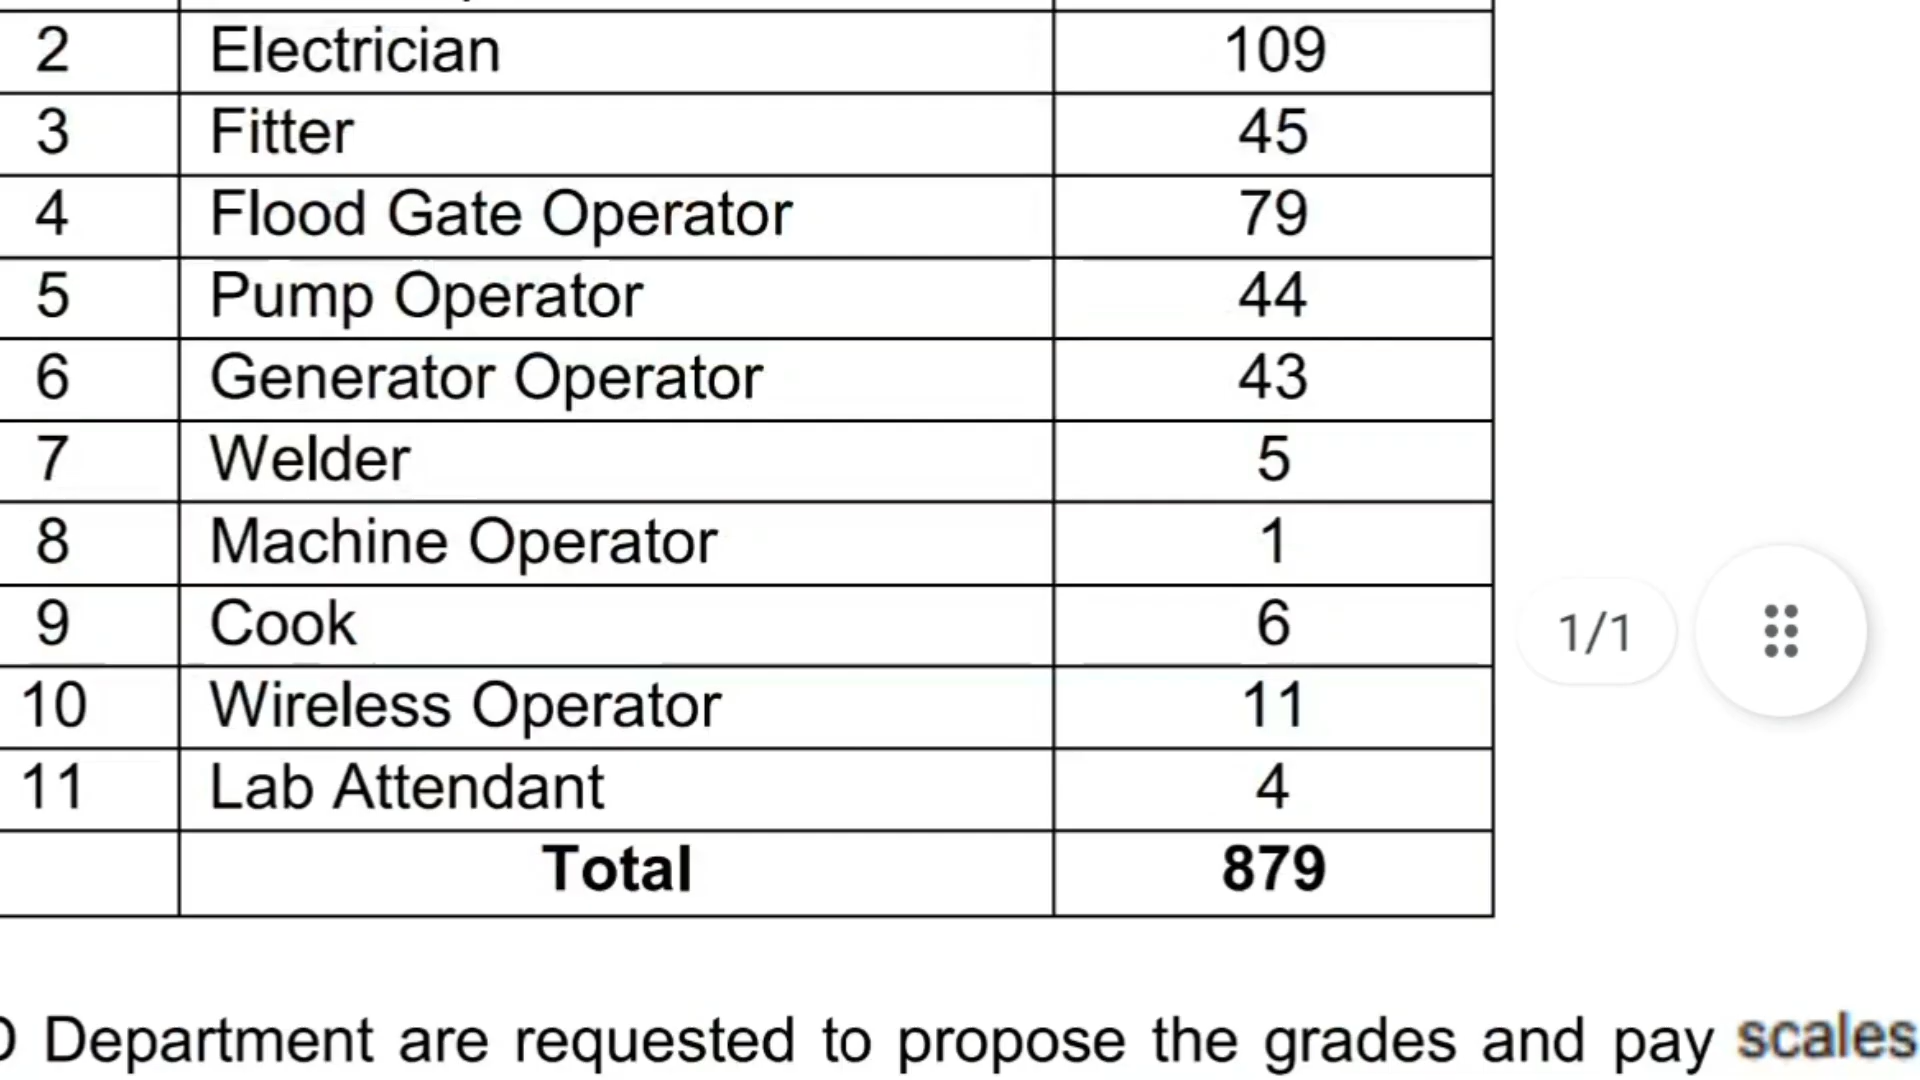 2 Electrician 109
3 Fitter 45
4 Flood Gate Operator 79
5 Pump Operator 44
6 Generator Operator 43
7 Welder 5
8 Machine Operator 1
9 Cook 6
1/1
10 Wireless Operator 11
11 Lab Attendant 4
Total 879
Department are requested to propose the grades and pay scales